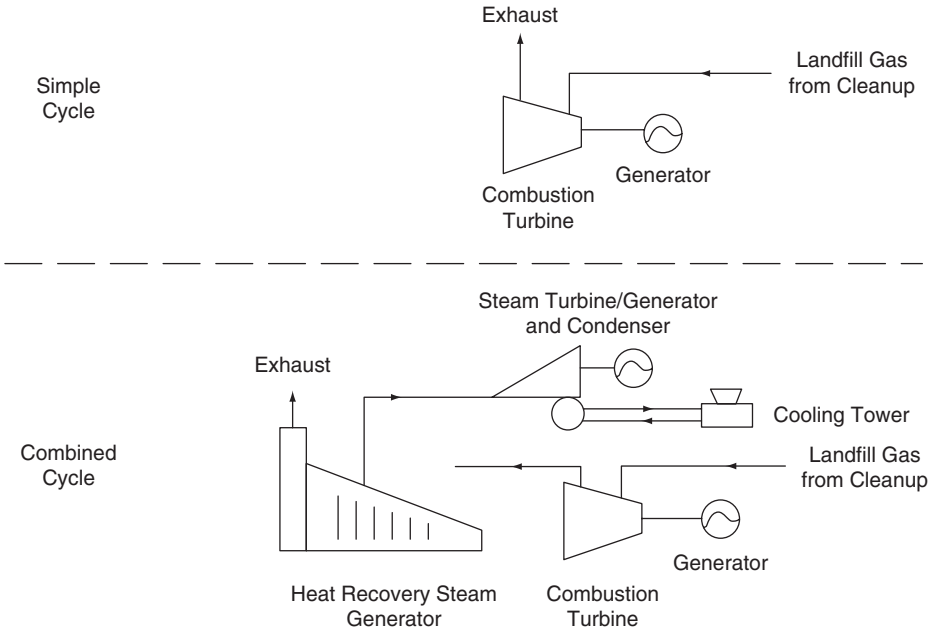 Exhaust
Landfill Gas
from Cleanup
Simple
Cycle
Generator
Combustion
Turbine
Steam Turbine/Generator
and Condenser
Exhaust
Cooling Tower
Combined
Cycle
Landfill Gas
from Cleanup
Generator
Heat Recovery Steam
Generator
Combustion
Turbine